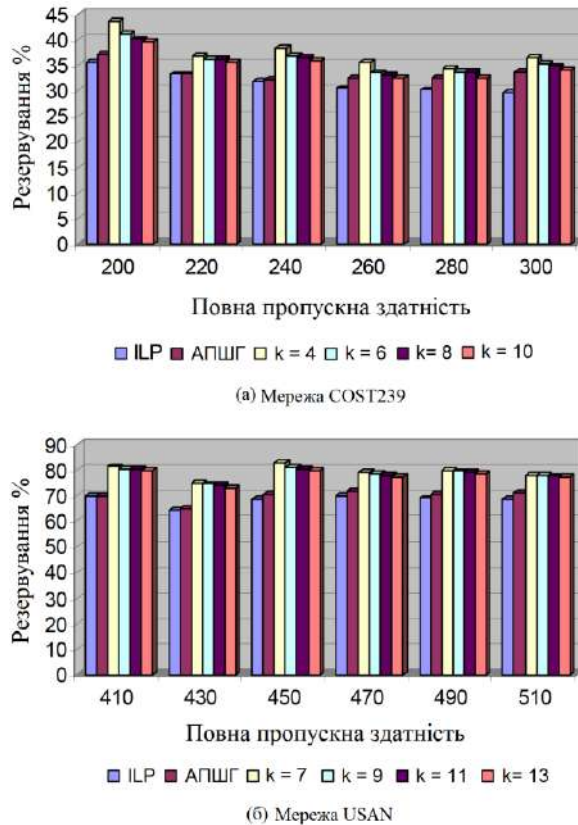 45
40
35
30
25
20
15
10
5
0
Резервування %
200 220 240 260 280 300
Повна пропускна здатність
ILP АПШГ k = 4 k = 6 k= 8 k = 10
(а) Мережа COST239
90
80
70
60
50
40
30
20
10
0
Резервування %
410 430 450 470 490 510
Повна пропускна здатність
ILP АПШГ k = 7 k = 9 k = 11 k= 13
(б) Мережа USAN